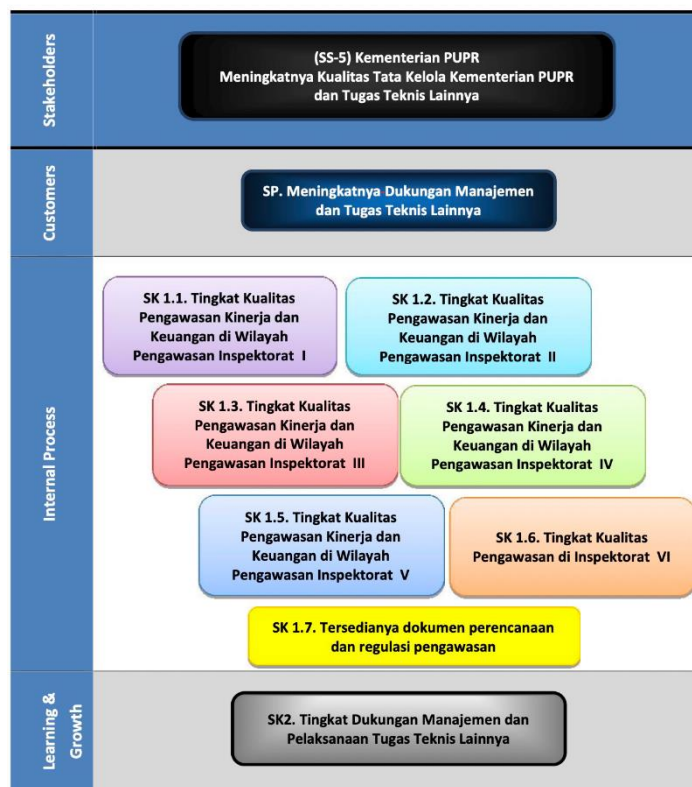 Stakeholders
(SS-5) Kementerian PUPR
Meningkatnya Kualitas Tata Kelola Kementerian PUPR
dan Tugas Teknis Lainnya
Customers
SP. Meningkatnya Dukungan Manajemen
dan Tugas Teknis Lainnya
Internal Process
SK 1.1. Tingkat Kualitas
Pengawasan Kinerja dan
Keuangan di Wilayah
Pengawasan Inspektorat I
SK 1.2. Tingkat Kualitas
Pengawasan Kinerja dan
Keuangan di Wilayah
Pengawasan Inspektorat II
SK 1.3. Tingkat Kualitas
Pengawasan Kinerja dan
Keuangan di Wilayah
Pengawasan Inspektorat III
SK 1.4. Tingkat Kualitas
Pengawasan Kinerja dan
Keuangan di Wilayah
Pengawasan Inspektorat IV
SK 1.5. Tingkat Kualitas
Pengawasan Kinerja dan
Keuangan di Wilayah
Pengawasan Inspektorat V
SK 1.6. Tingkat Kualitas
Pengawasan di Inspektorat VI
SK 1.7. Tersedianya dokumen perencanaan
dan regulasi pengawasan
Learning &
Growth
SK2. Tingkat Dukungan Manajemen dan
Pelaksanaan Tugas Teknis Lainnya